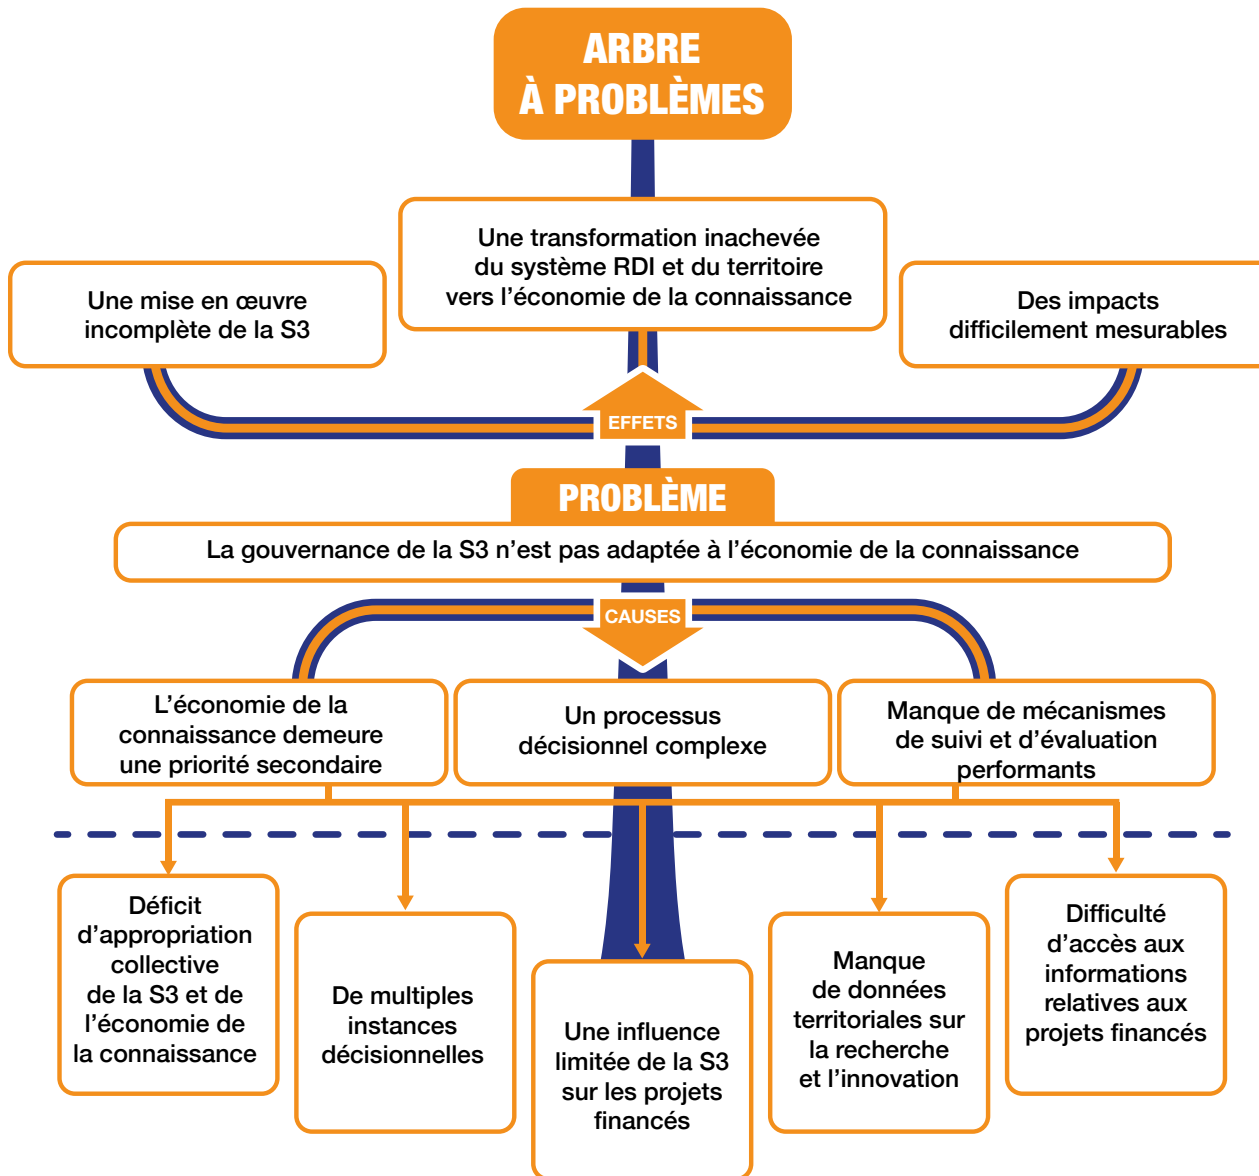 ARBRE
À PROBLÈMES
Une transformation inachevée
du système RDI et du territoire
vers l'économie de la connaissance
Une mise en œuvre
incomplète de la S3
Des impacts
difficilement mesurables
EFFETS
PROBLÈME
La gouvernance de la S3 n'est pas adaptée à l'économie de la connaissance
CAUSES
L'économie de la
connaissance demeure
une priorité secondaire
Un processus
décisionnel complexe
Manque de mécanismes
de suivi et d'évaluation
performants
Déficit
d'appropriation
collective
de la S3 et de
l'économie de
la connaissance
De multiples
instances
décisionnelles
Une influence
limitée de la S3
sur les projets
financés
Manque
de données
territoriales sur
la recherche
et l'innovation
Difficulté
d'accès aux
informations
relatives aux
projets financés